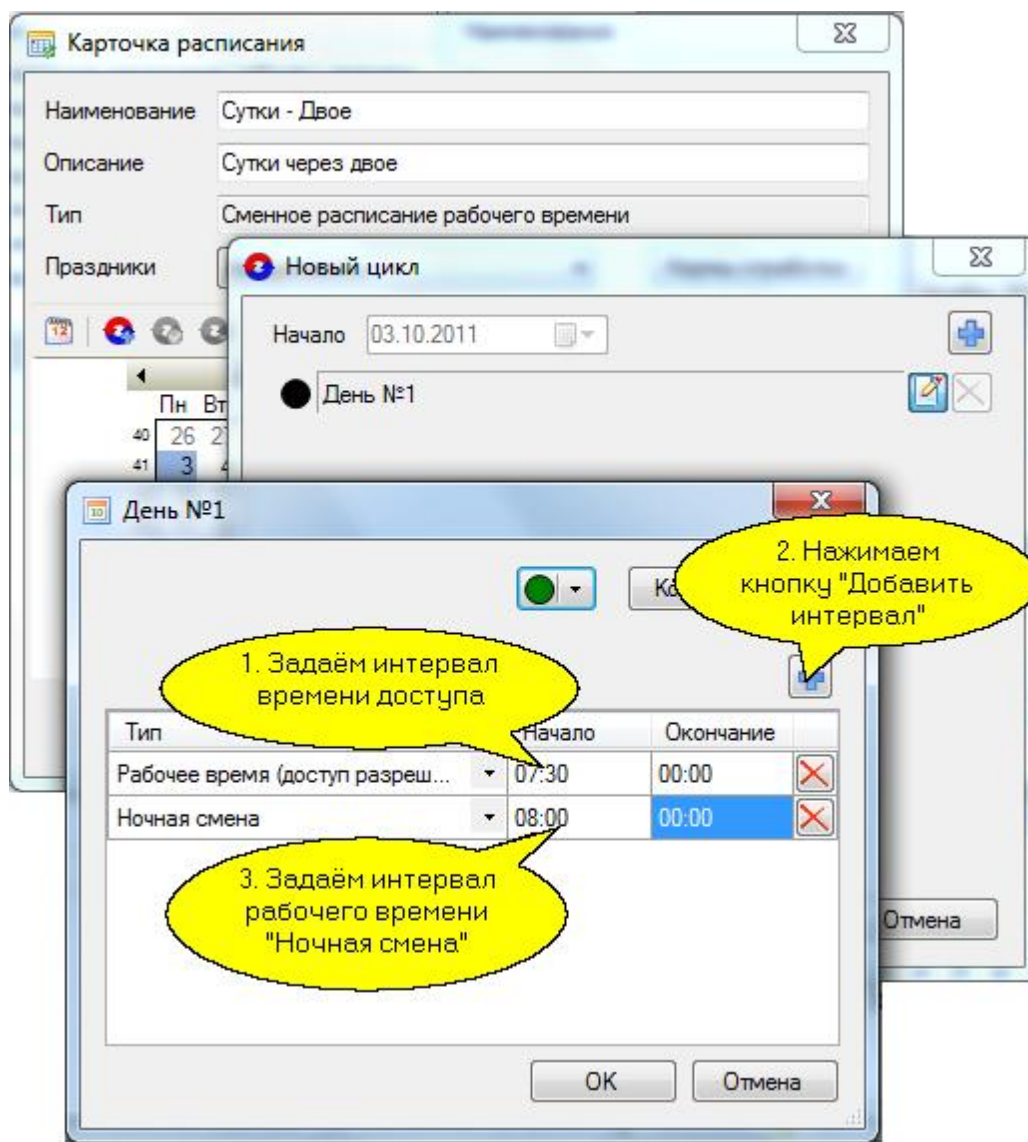 Карточка расписания
Наименование Сутки - Двое
Описание Сутки через двое
Тип Сменное расписание рабочего времени
Праздники
Новый цикл
Начало 03.10.2011
День №1
12
Пн Вт
40 26
41 3
День №1
10
2. Нажимаем
кнопку "Добавить
интервал"
1. Задаём интервал
времени доступа
Тип Начало Окончание
Рабочее время (доступ разреш... 07:30 00:00
Ночная смена 08:00 00:00
3. Задаём интервал
рабочего времени
"Ночная смена"
Отмена
OK Отмена